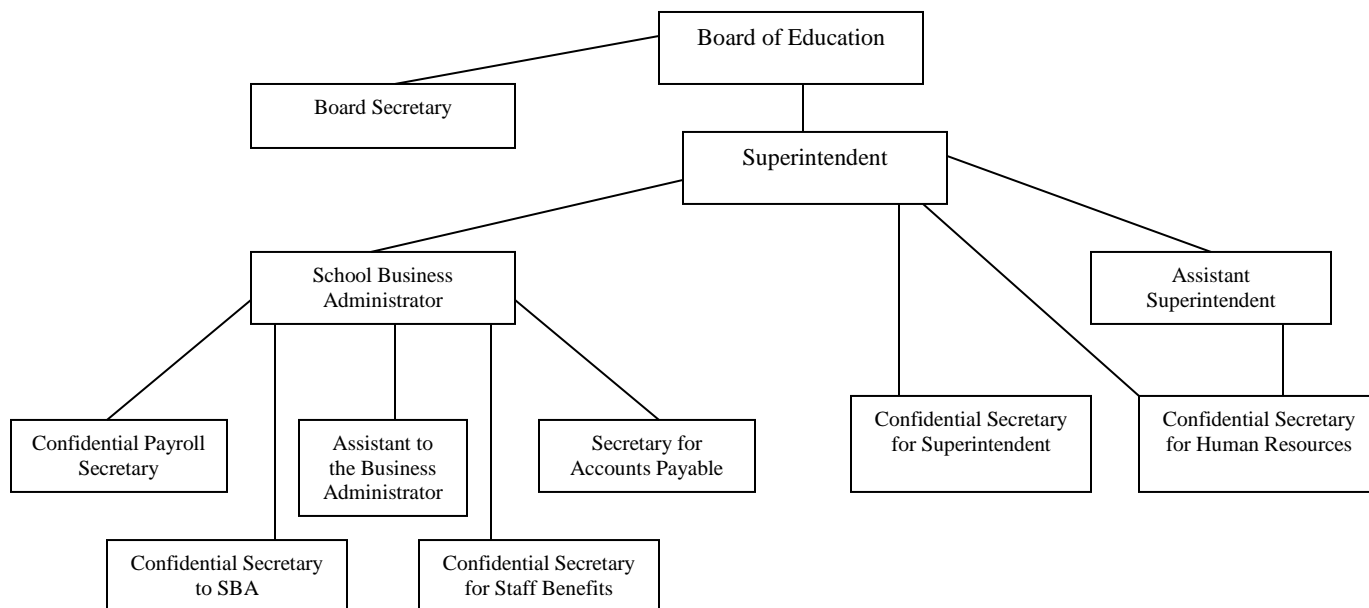 Board of Education
Board Secretary
Superintendent
School Business
Administrator
Assistant
Superintendent
Confidential Payroll
Secretary
Assistant to
the Business
Administrator
Secretary for
Accounts Payable
Confidential Secretary
for Superintendent
Confidential Secretary
for Human Resources
Confidential Secretary
to SBA
Confidential Secretary
for Staff Benefits